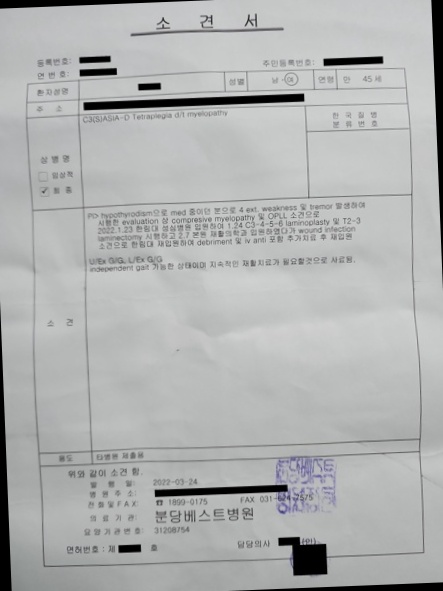 소 견 서
등록번호:
연 번 호:
주민등록번호:
환자성명
성별 남 · 여
연령 만 45 세
주 소
상 병 명
임상적
최 종
C3(S)ASIA-D Tetraplegia d/t myelopathy
한 국 질 병
분 류 번 호
소 견
PI> hypothyrodism으로 med 중이던 분으로 4 ext. weakness 및 tremor 발생하여
시행한 evaluation 상 compresive myelopathy 및 OPLL 소견으로
2022.1.23 한림대 성심병원 입원하여 1.24 C3-4-5-6 laminoplasty 및 T2-3
laminectomy 시행하고 2.7 본원 재활의학과 입원하였다가 wound infection
소견으로 한림대 재입원하여 debriment 및 iv anti 포함 추가치료 후 재입원
U/Ex G/G, L/Ex G/G
independent gait 가능한 상태이며 지속적인 재활치료가 필요할것으로 사료됨.
용도 타병원 제출용
위와 같이 소견 함.
발 행 일: 2022-03-24
병 원 주 소:
전 화 및 F A X: ☎ 1899-0175 FAX 031-624-7575
의 료 기 관: 분당베스트병원
요양기관번호: 31208754
면허번호 : 제 호
담당의사 (인)